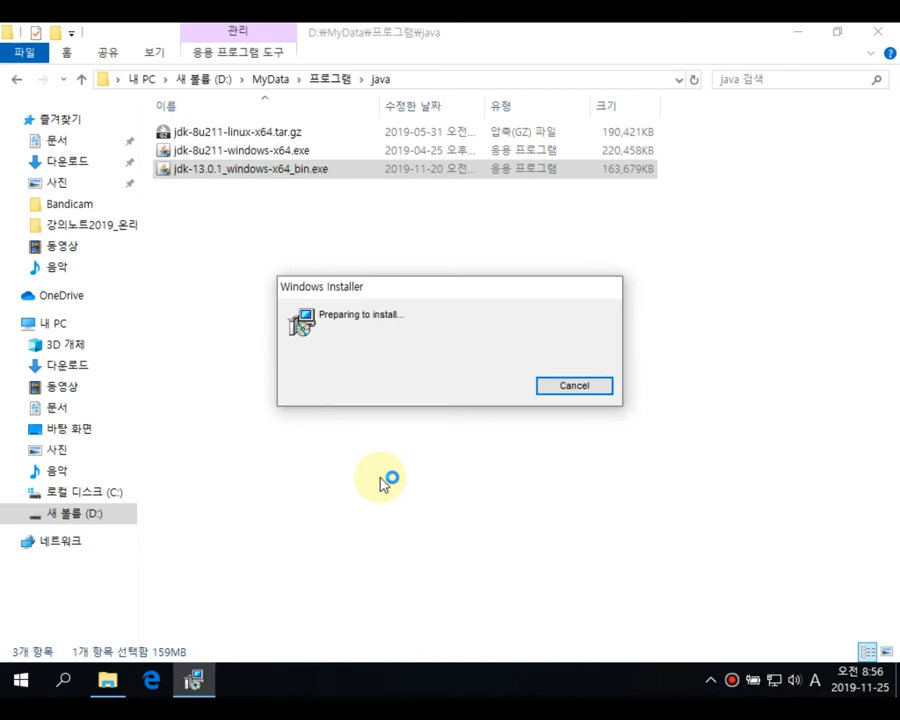 관리
D:\MyData\프로그램\java
파일
홈
공유
보기
응용 프로그램 도구
내 PC > 새 볼륨 (D:) > MyData > 프로그램 > java
java 검색
이름
수정한 날짜
유형
크기
jdk-8u211-linux-x64.tar.gz 2019-05-31 오전... 압축(GZ) 파일 190,421KB
jdk-8u211-windows-x64.exe 2019-04-25 오후... 응용 프로그램 220,458KB
jdk-13.0.1_windows-x64_bin.exe 2019-11-20 오전... 응용 프로그램 163,679KB
즐겨찾기
문서
다운로드
사진
Bandicam
강의노트2019_온리
동영상
음악
OneDrive
내 PC
3D 개체
다운로드
동영상
문서
바탕 화면
사진
음악
로컬 디스크 (C:)
새 볼륨 (D:)
네트워크
Windows Installer
Preparing to install...
Cancel
3개 항목
1개 항목 선택함 159MB
A
오전 8:56
2019-11-25